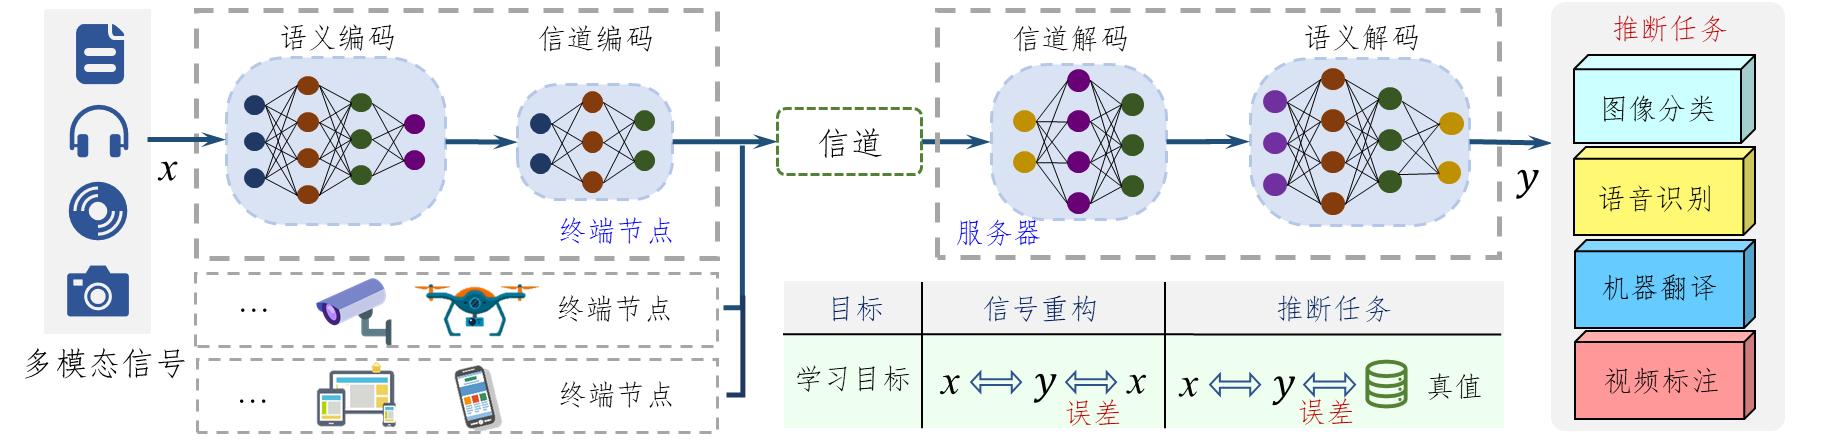 多模态信号
x
语义编码
信道编码
终端节点
...
终端节点
...
终端节点
信道
信道解码
语义解码
服务器
y
目标
信号重构
推断任务
学习目标
x y x
误差
x y 真值
误差
推断任务
图像分类
语音识别
机器翻译
视频标注